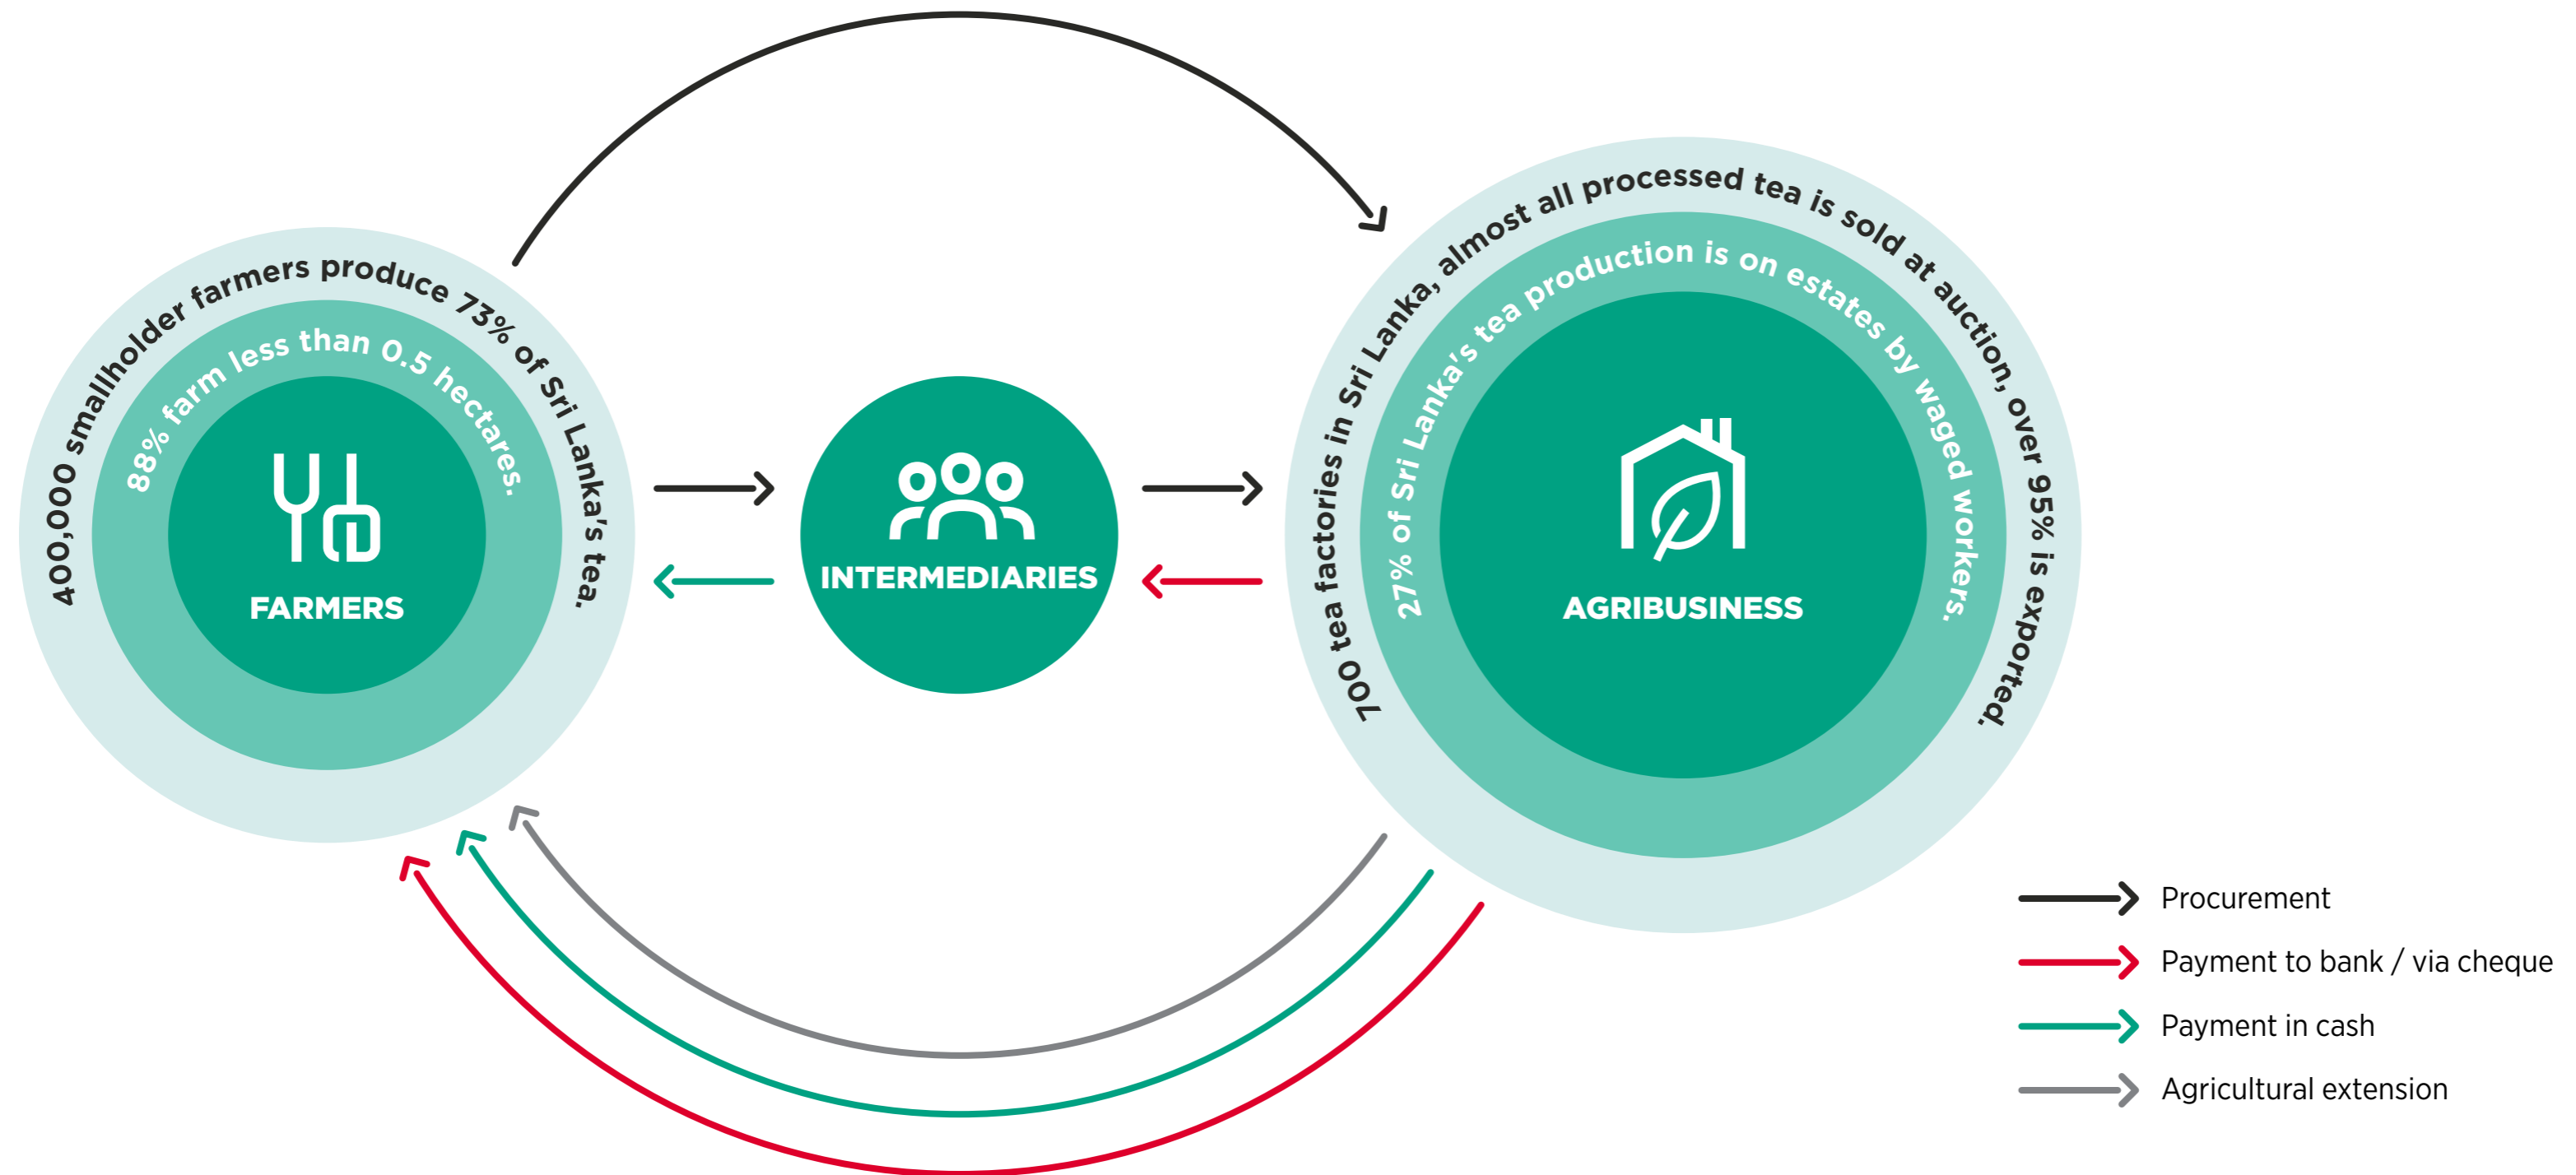 400,000 smallholder farmers produce 73% of Sri Lanka's tea.
88% farm less than 0.5 hectares.
FARMERS
INTERMEDIARIES
700 tea factories in Sri Lanka, almost all processed tea is sold at auction, over 95% is exported.
27% of Sri Lanka's tea production is on estates by waged workers.
AGRIBUSINESS
Procurement
Payment to bank / via cheque
Payment in cash
Agricultural extension